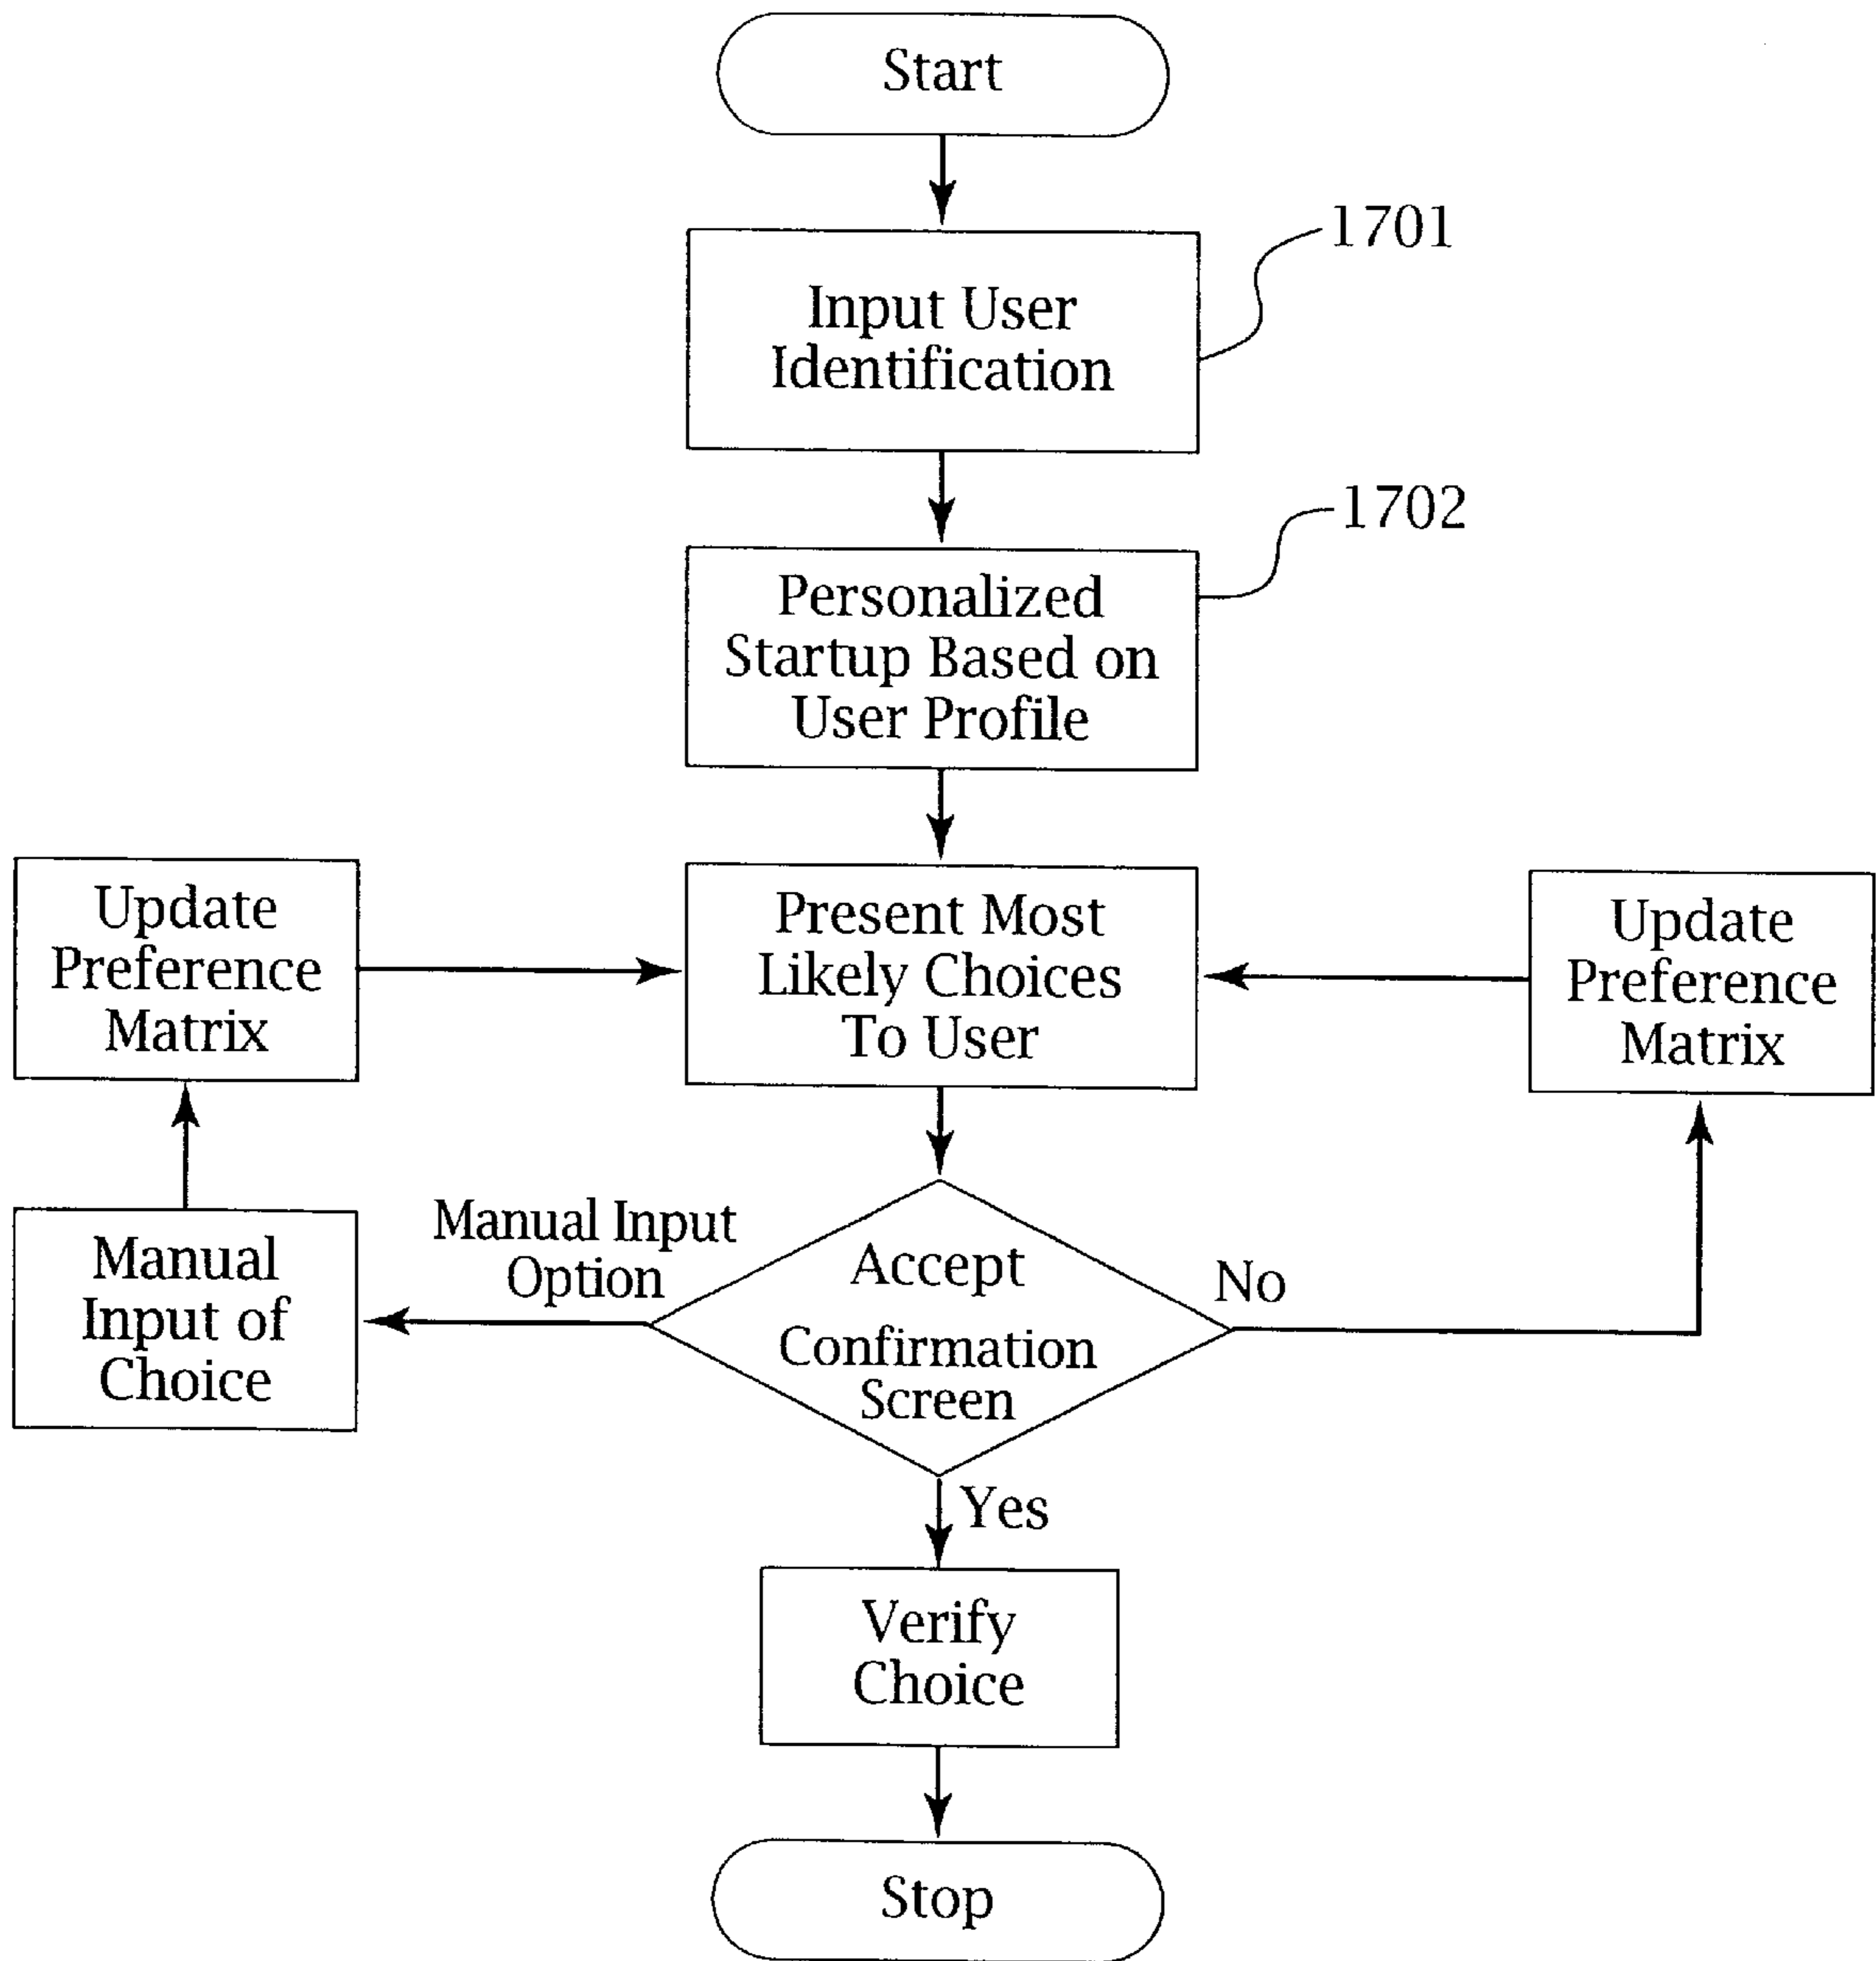 Start
1701
Input User
Identification
1702
Personalized
Startup Based on
User Profile
Update
Preference
Matrix
Present Most
Likely Choices
To User
Update
Preference
Matrix
Manual Input
Option
Manual
Input of
Choice
Accept
Confirmation
Screen
No
Yes
Verify
Choice
Stop